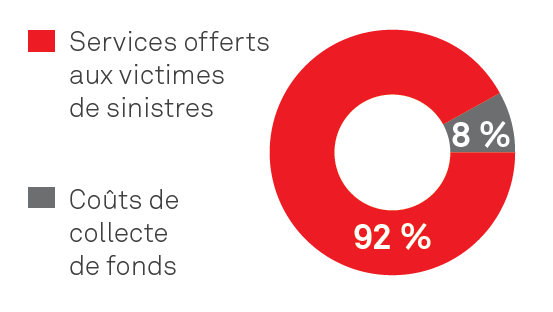 Services offerts
aux victimes
de sinistres
Coûts de
collecte
de fonds
8 %
92 %